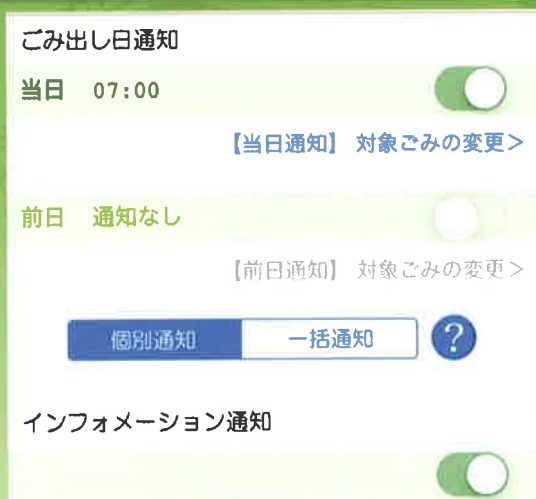 ごみ出し日通知
当日 07:00
【当日通知】 対象ごみの変更＞
前日 通知なし
【前日通知】 対象ごみの変更＞
個別通知 一括通知 ?
インフォメーション通知